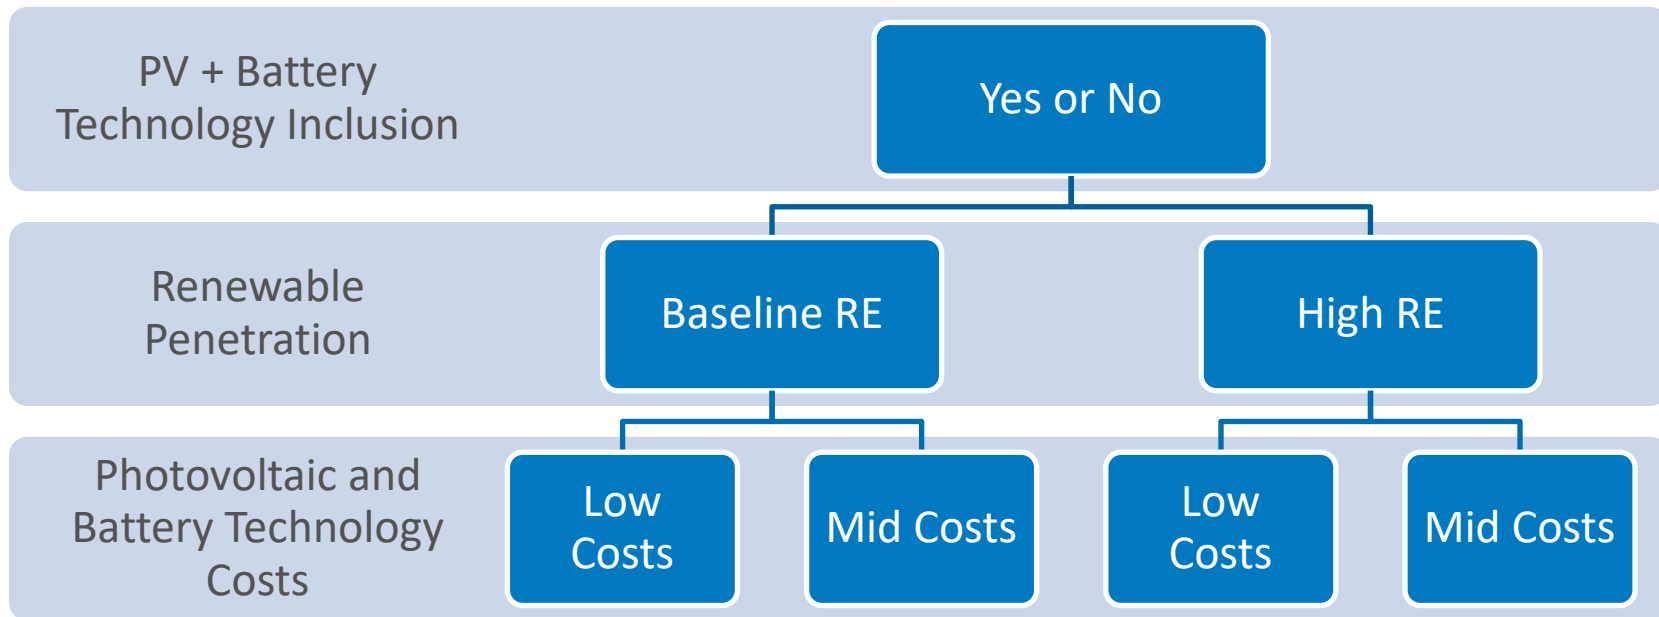 PV + Battery
Technology Inclusion
Yes or No
Renewable
Penetration
Baseline RE
High RE
Photovoltaic and
Battery Technology
Costs
Low
Costs
Mid Costs
Low
Costs
Mid Costs